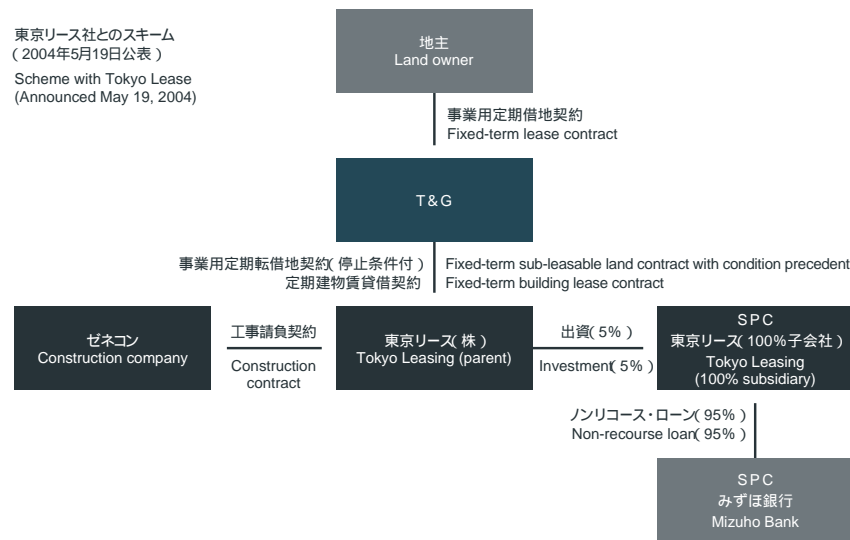 東京リース社とのスキーム
（2004年5月19日公表）
Scheme with Tokyo Lease
(Announced May 19, 2004)
地主
Land owner
事業用定期借地契約
Fixed-term lease contract
T&G
事業用定期転借地契約（停止条件付）
定期建物賃貸借契約
Fixed-term sub-leasable land contract with condition precedent
Fixed-term building lease contract
ゼネコン
Construction company
工事請負契約
Construction
contract
東京リース（株）
Tokyo Leasing (parent)
出資（5%）
Investment（5%）
SPC
東京リース（100%子会社）
Tokyo Leasing
(100% subsidiary)
ノンリコース・ローン（95%）
Non-recourse loan（95%）
SPC
みずほ銀行
Mizuho Bank